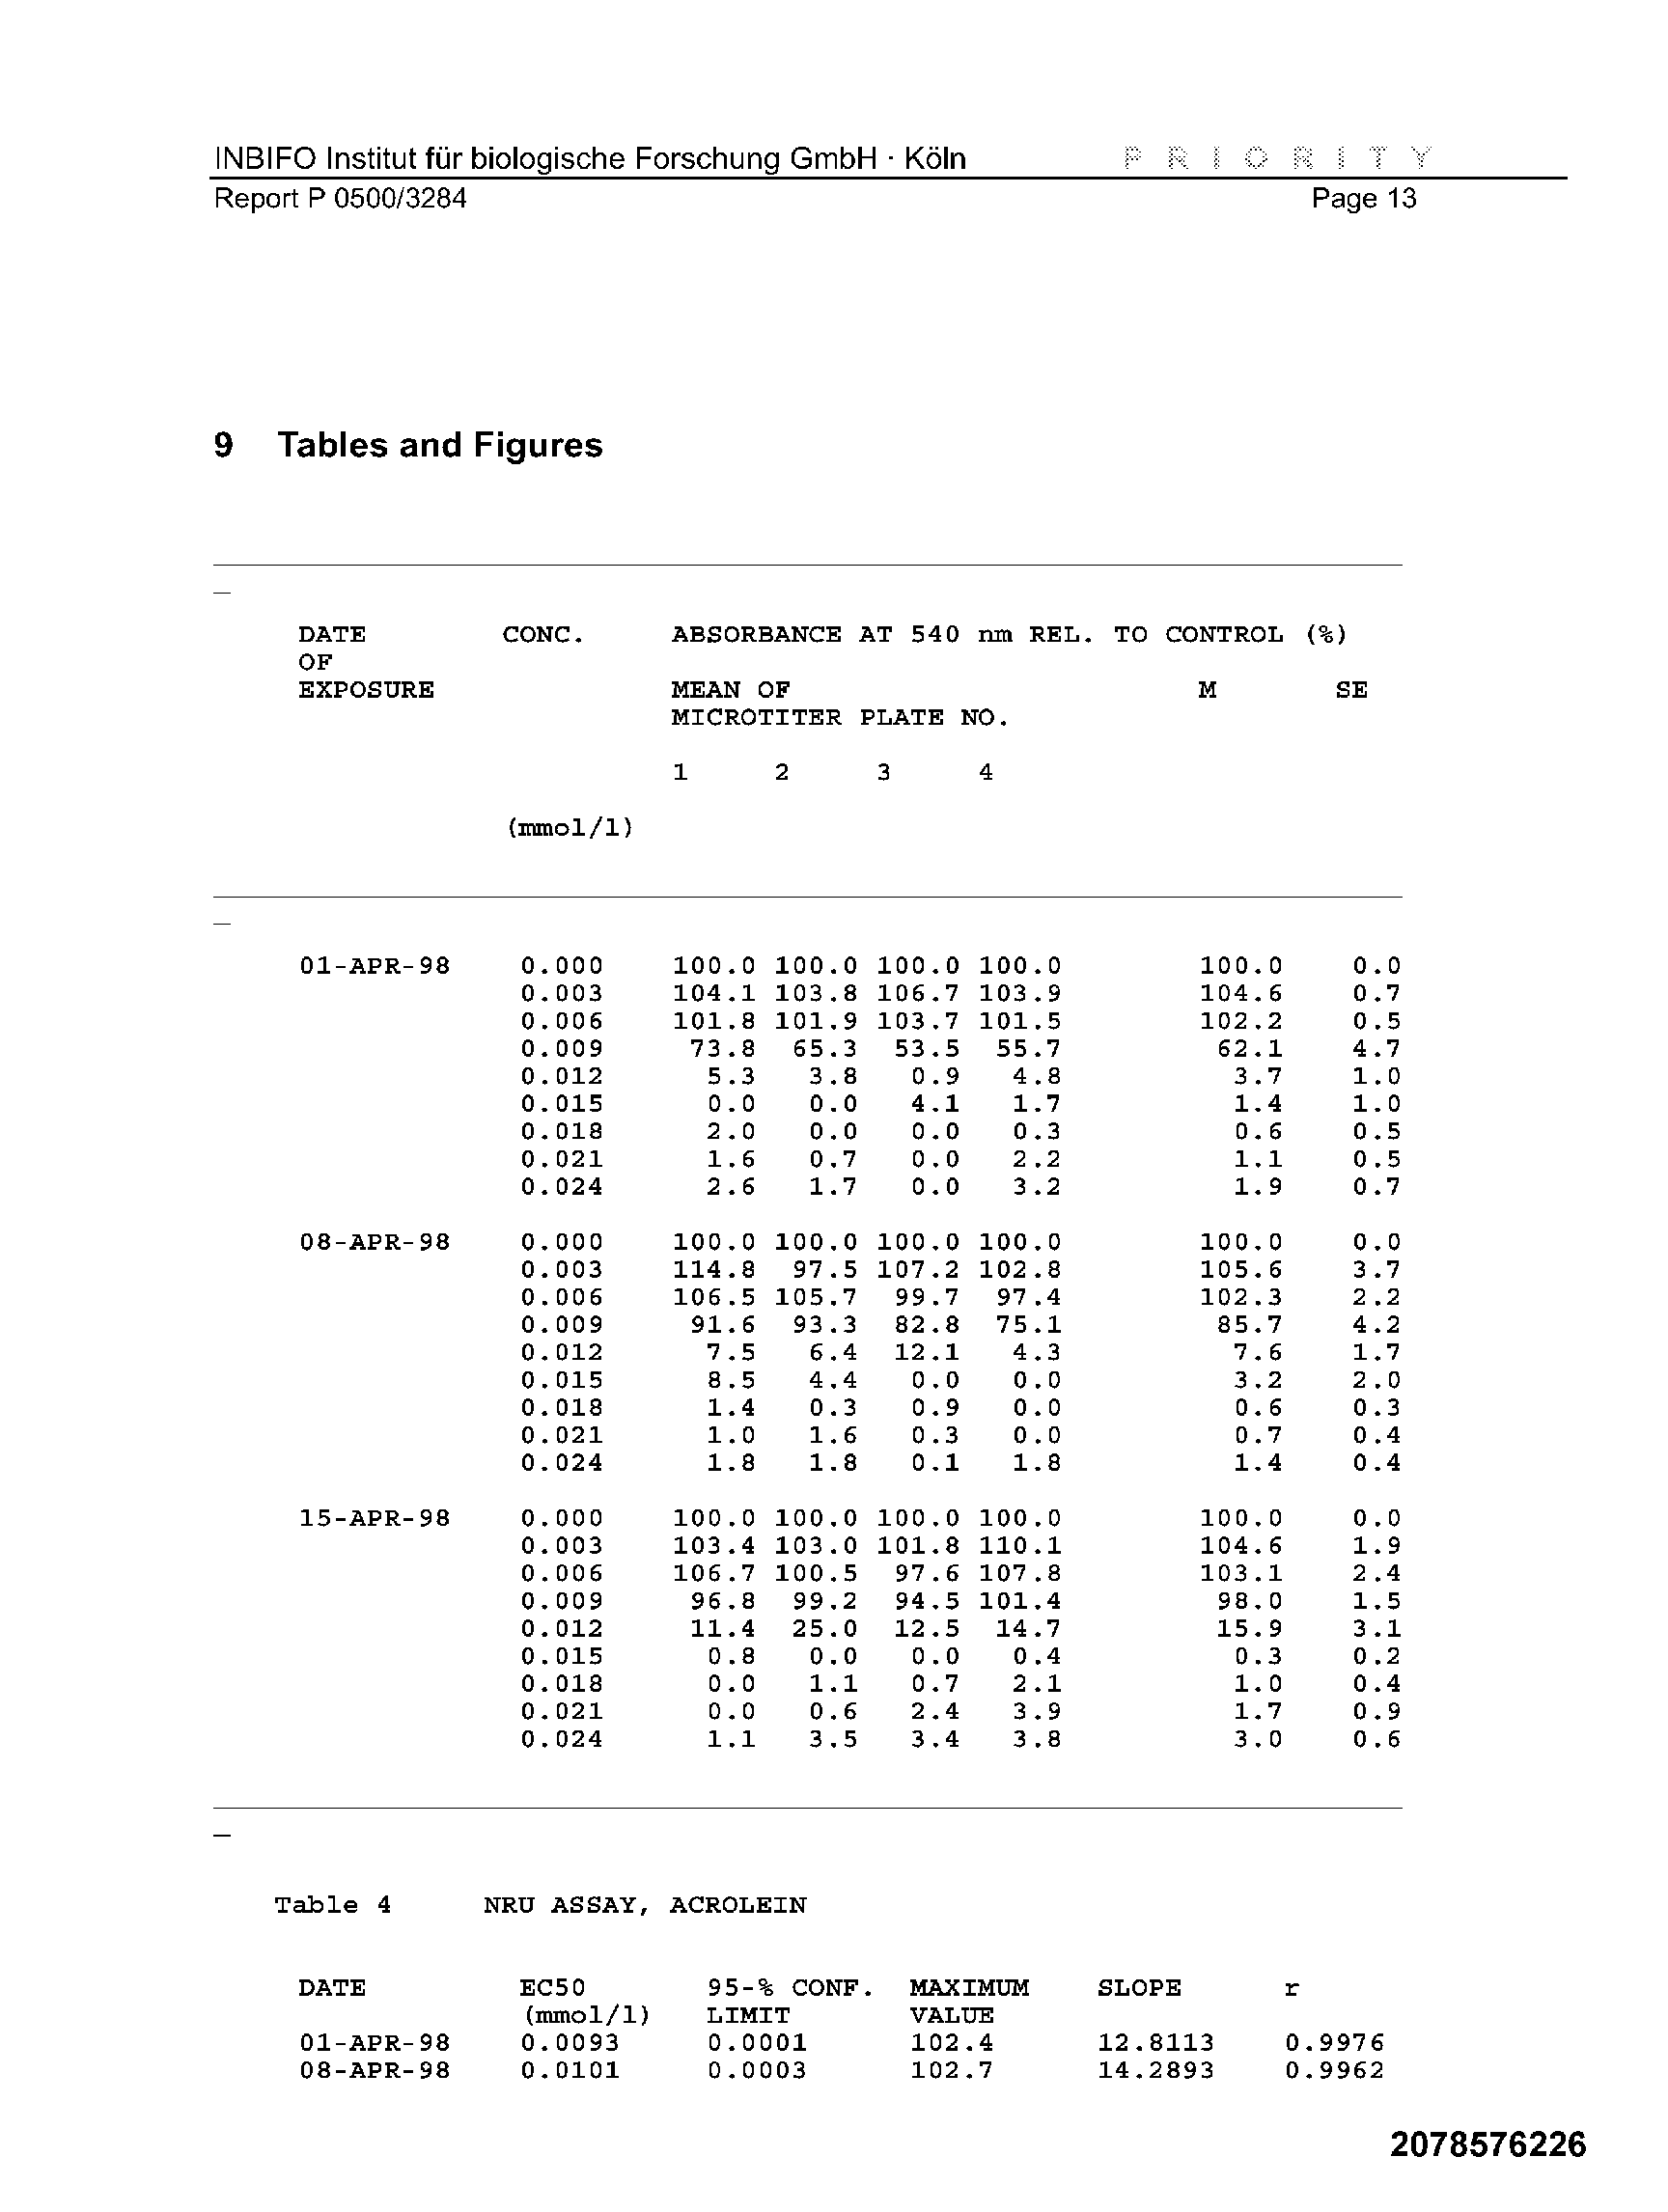 INBIFO Institut für biologische Forschung GmbH · Köln P R I O R I T Y
Report P 0500/3284 Page 13
9 Tables and Figures
DATE CONC. ABSORBANCE AT 540 nm REL. TO CONTROL (%)
OF
EXPOSURE MEAN OF M SE
MICROTITER PLATE NO.
1 2 3 4
(mmol/l)
01-APR-98 0.000 100.0 100.0 100.0 100.0 100.0 0.0
0.003 104.1 103.8 106.7 103.9 104.6 0.7
0.006 101.8 101.9 103.7 101.5 102.2 0.5
0.009 73.8 65.3 53.5 55.7 62.1 4.7
0.012 5.3 3.8 0.9 4.8 3.7 1.0
0.015 0.0 0.0 4.1 1.7 1.4 1.0
0.018 2.0 0.0 0.0 0.3 0.6 0.5
0.021 1.6 0.7 0.0 2.2 1.1 0.5
0.024 2.6 1.7 0.0 3.2 1.9 0.7
08-APR-98 0.000 100.0 100.0 100.0 100.0 100.0 0.0
0.003 114.8 97.5 107.2 102.8 105.6 3.7
0.006 106.5 105.7 99.7 97.4 102.3 2.2
0.009 91.6 93.3 82.8 75.1 85.7 4.2
0.012 7.5 6.4 12.1 4.3 7.6 1.7
0.015 8.5 4.4 0.0 0.0 3.2 2.0
0.018 1.4 0.3 0.9 0.0 0.6 0.3
0.021 1.0 1.6 0.3 0.0 0.7 0.4
0.024 1.8 1.8 0.1 1.8 1.4 0.4
15-APR-98 0.000 100.0 100.0 100.0 100.0 100.0 0.0
0.003 103.4 103.0 101.8 110.1 104.6 1.9
0.006 106.7 100.5 97.6 107.8 103.1 2.4
0.009 96.8 99.2 94.5 101.4 98.0 1.5
0.012 11.4 25.0 12.5 14.7 15.9 3.1
0.015 0.8 0.0 0.0 0.4 0.3 0.2
0.018 0.0 1.1 0.7 2.1 1.0 0.4
0.021 0.0 0.6 2.4 3.9 1.7 0.9
0.024 1.1 3.5 3.4 3.8 3.0 0.6
Table 4 NRU ASSAY, ACROLEIN
DATE EC50 95-% CONF. MAXIMUM SLOPE r
(mmol/l) LIMIT VALUE
01-APR-98 0.0093 0.0001 102.4 12.8113 0.9976
08-APR-98 0.0101 0.0003 102.7 14.2893 0.9962
2078576226